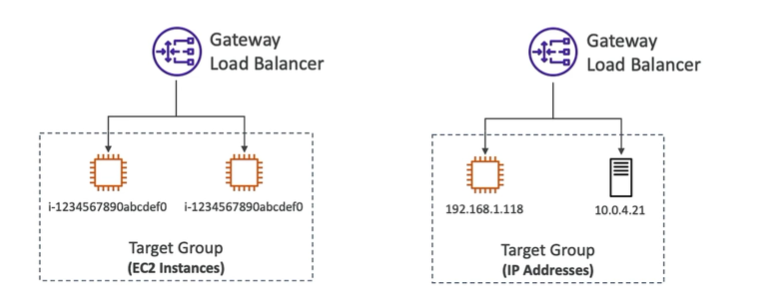 Gateway
Load Balancer
i-1234567890abcdef0
i-1234567890abcdef0
Target Group
(EC2 Instances)
Gateway
Load Balancer
192.168.1.118
10.0.4.21
Target Group
(IP Addresses)